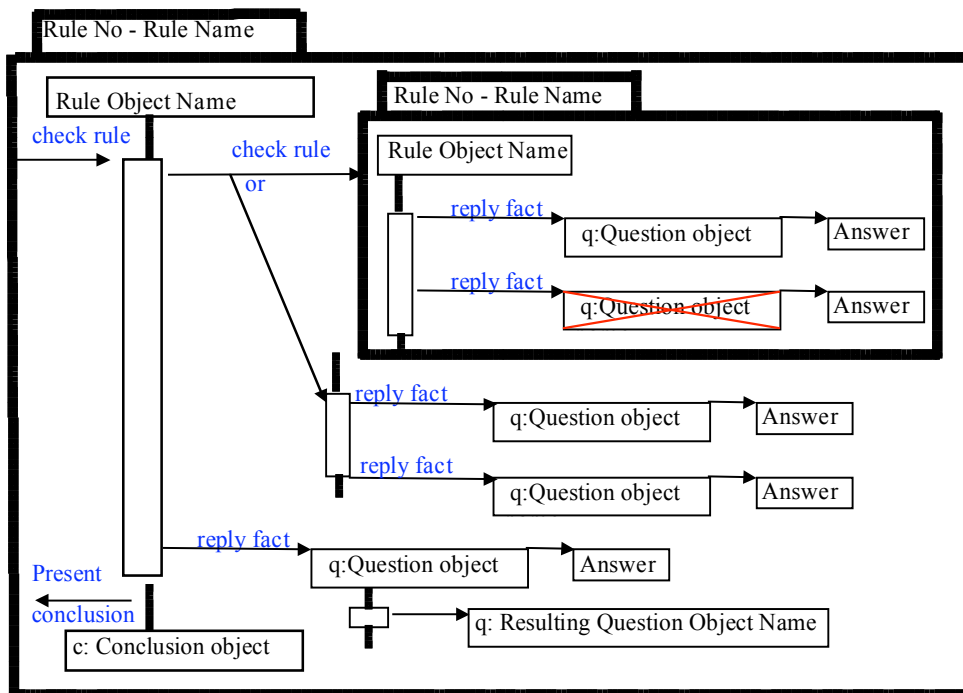 Rule No - Rule Name
Rule Object Name
check rule
Rule No - Rule Name
check rule
or
Rule Object Name
reply fact
q:Question object
Answer
reply fact
q:Question object
Answer
reply fact
q:Question object
Answer
reply fact
q:Question object
Answer
reply fact
q:Question object
Answer
Present
conclusion
q: Resulting Question Object Name
c: Conclusion object